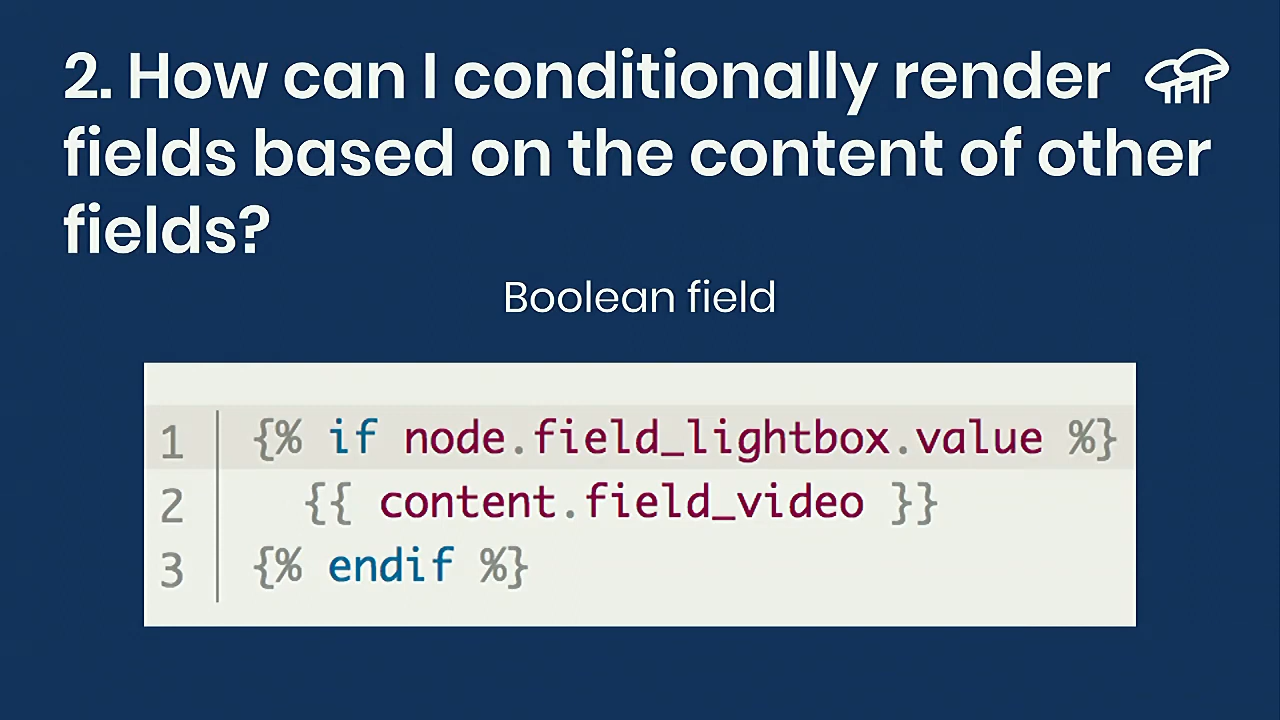 2. How can I conditionally render
fields based on the content of other
fields?
Boolean field
1 {% if node.field_lightbox.value %}
2 {{ content.field_video }}
3 {% endif %}